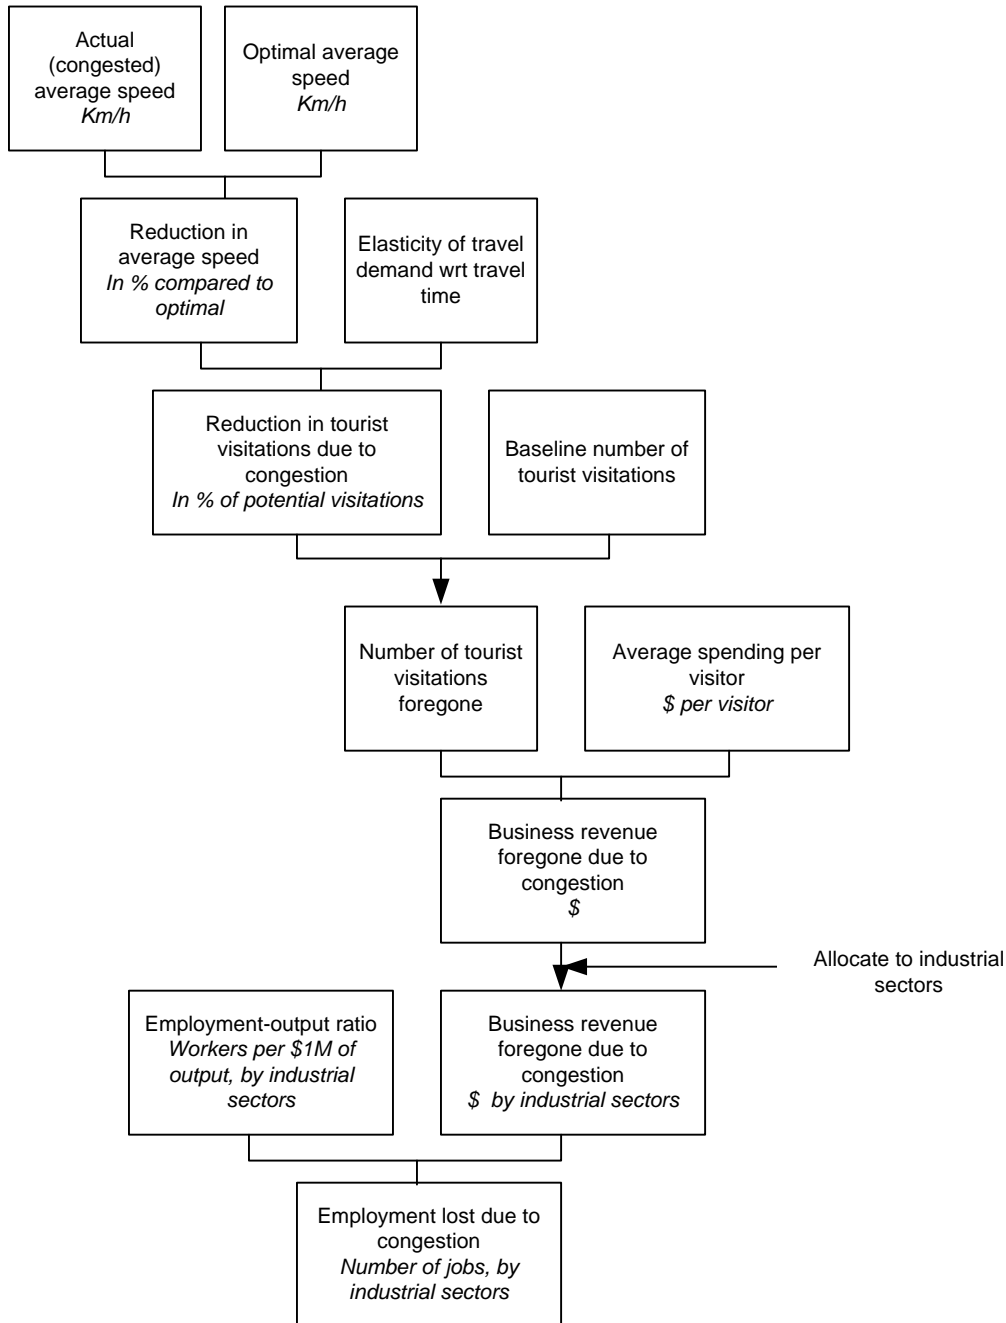 Actual
(congested)
average speed
Km/h
Optimal average
speed
Km/h
Reduction in
average speed
In % compared to
optimal
Elasticity of travel
demand wrt travel
time
Reduction in tourist
visitations due to
congestion
In % of potential visitations
Baseline number of
tourist visitations
Number of tourist
visitations
foregone
Average spending per
visitor
$ per visitor
Business revenue
foregone due to
congestion
$
Allocate to industrial
sectors
Employment-output ratio
Workers per $1M of
output, by industrial
sectors
Business revenue
foregone due to
congestion
$ by industrial sectors
Employment lost due to
congestion
Number of jobs, by
industrial sectors